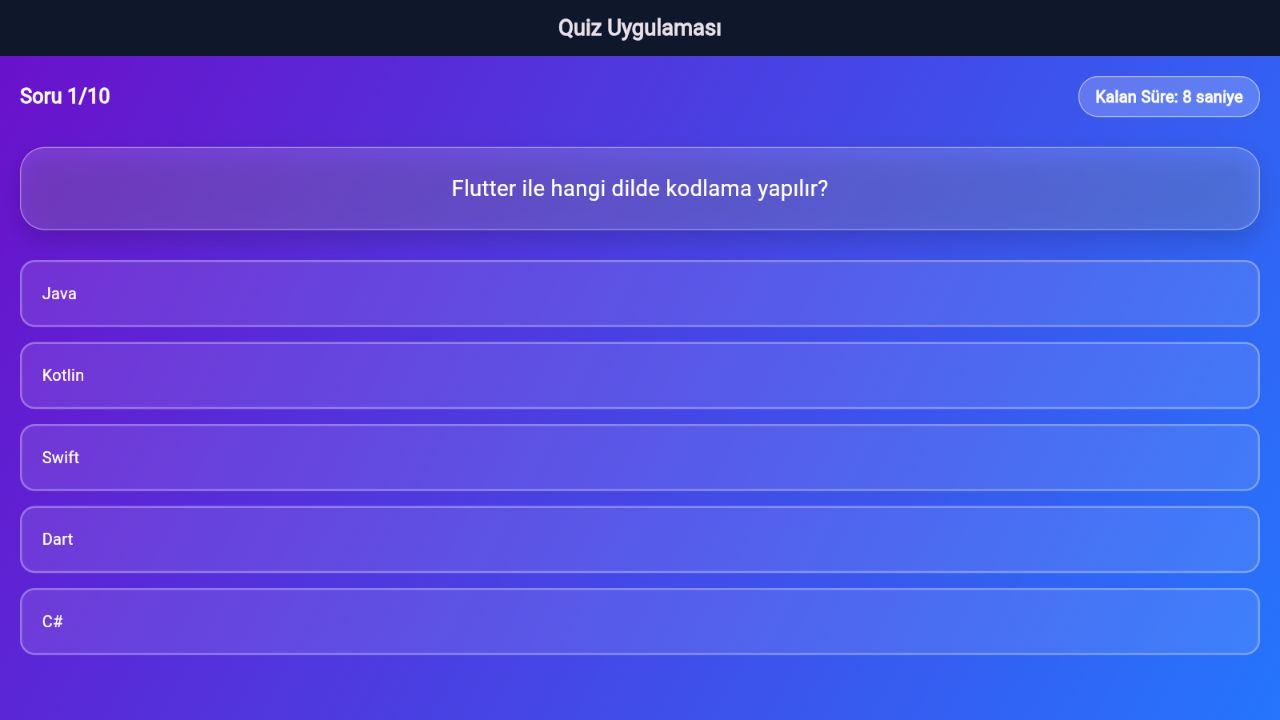 Quiz Uygulaması
Soru 1/10
Kalan Süre: 8 saniye
Flutter ile hangi dilde kodlama yapılır?
Java
Kotlin
Swift
Dart
C#